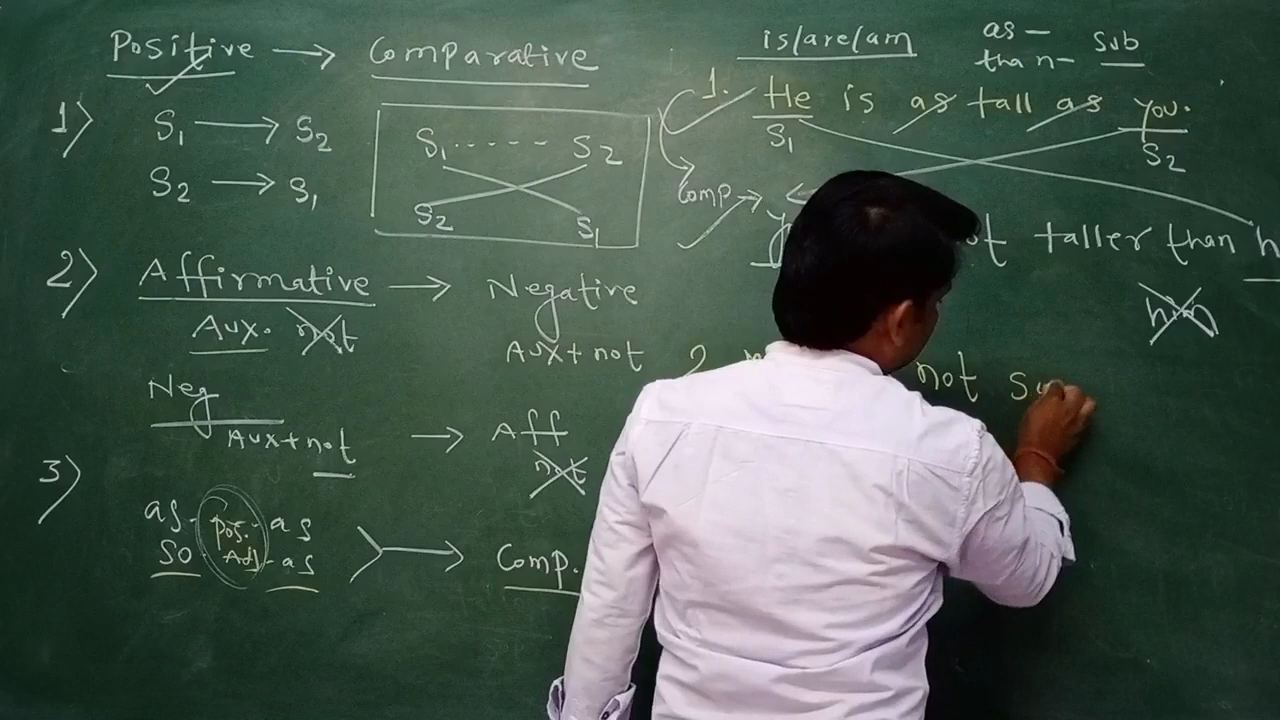 Positive → Comparative
1) S1 → S2
S2 → S1
S1 ------ S2
S2 S1
2) Affirmative → Negative
Aux. not
Aux + not
Neg
Aux + not → Aff
not
3)
as - Pos. - as
so Adj - as
Comp.
is/are/am
as —
than — Sub
1. He is as tall as you.
S1 S2
Comp →
taller than
him
2
not